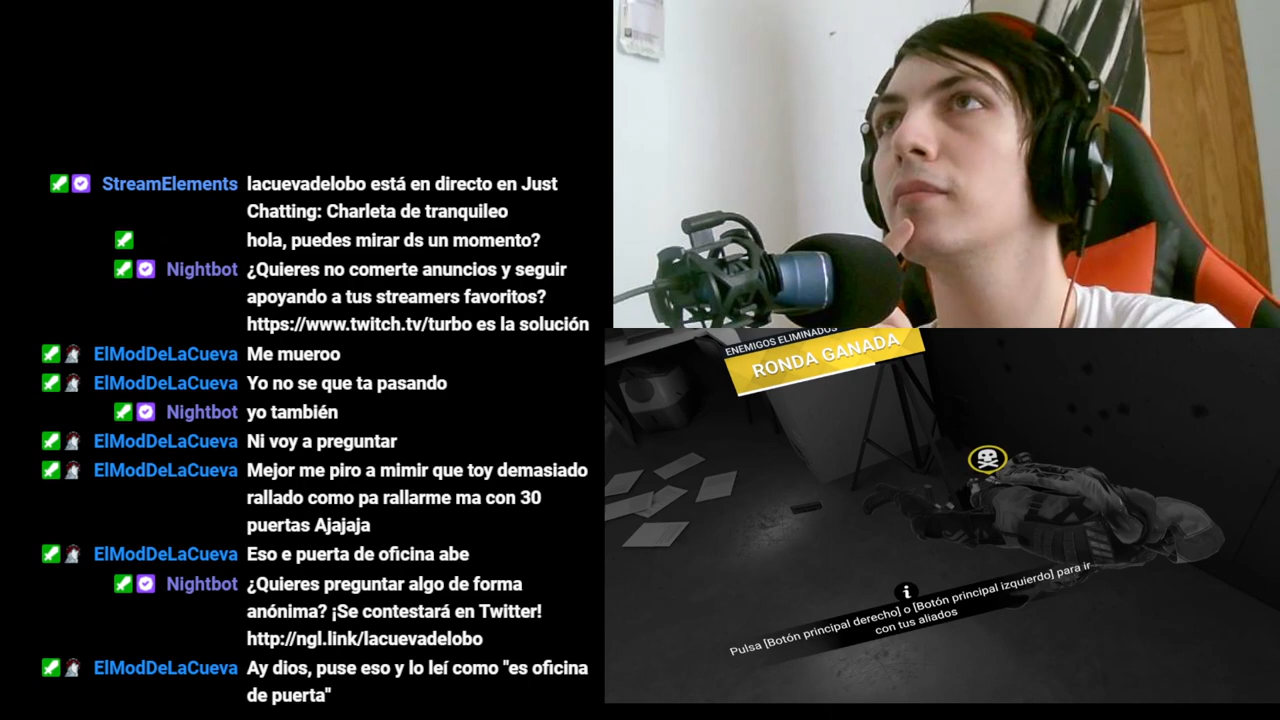 StreamElements lacuevadelobo está en directo en Just
Chatting: Charleta de tranquileo
hola, puedes mirar ds un momento?
Nightbot ¿Quieres no comerte anuncios y seguir
apoyando a tus streamers favoritos?
https://www.twitch.tv/turbo es la solución
ElModDeLaCueva Me mueroo
ElModDeLaCueva Yo no se que ta pasando
Nightbot yo también
ElModDeLaCueva Ni voy a preguntar
ElModDeLaCueva Mejor me piro a mimir que toy demasiado
rallado como pa rallarme ma con 30
puertas Ajajaja
ElModDeLaCueva Eso e puerta de oficina abe
Nightbot ¿Quieres preguntar algo de forma
anónima? ¡Se contestará en Twitter!
http://ngl.link/lacuevadelobo
ElModDeLaCueva Ay dios, puse eso y lo leí como "es oficina
de puerta"
ENEMIGOS ELIMINADOS
RONDA GANADA
Pulsa [Botón principal derecho] o [Botón principal izquierdo] para ir
con tus aliados